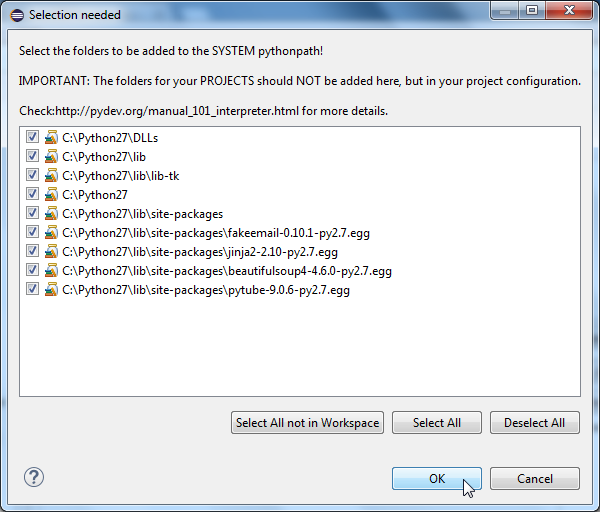 Selection needed
Select the folders to be added to the SYSTEM pythonpath!
IMPORTANT: The folders for your PROJECTS should NOT be added here, but in your project configuration.
Check:http://pydev.org/manual_101_interpreter.html for more details.
C:\Python27\DLLs
C:\Python27\lib
C:\Python27\lib\lib-tk
C:\Python27
C:\Python27\lib\site-packages
C:\Python27\lib\site-packages\fakeemail-0.10.1-py2.7.egg
C:\Python27\lib\site-packages\jinja2-2.10-py2.7.egg
C:\Python27\lib\site-packages\beautifulsoup4-4.6.0-py2.7.egg
C:\Python27\lib\site-packages\pytube-9.0.6-py2.7.egg
Select All not in Workspace
Select All
Deselect All
?
OK
Cancel